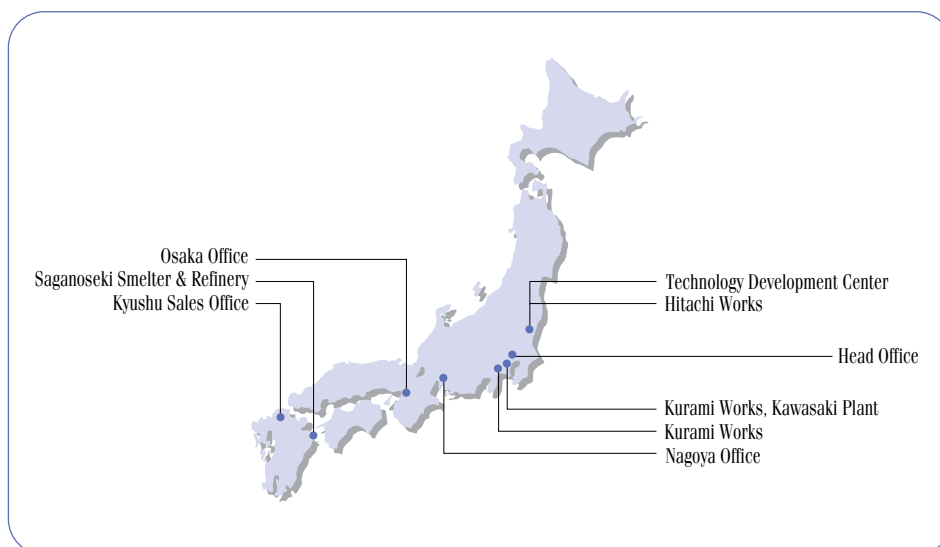 Osaka Office
Saganoseki Smelter & Refinery
Kyushu Sales Office
Technology Development Center
Hitachi Works
Head Office
Kurami Works, Kawasaki Plant
Kurami Works
Nagoya Office